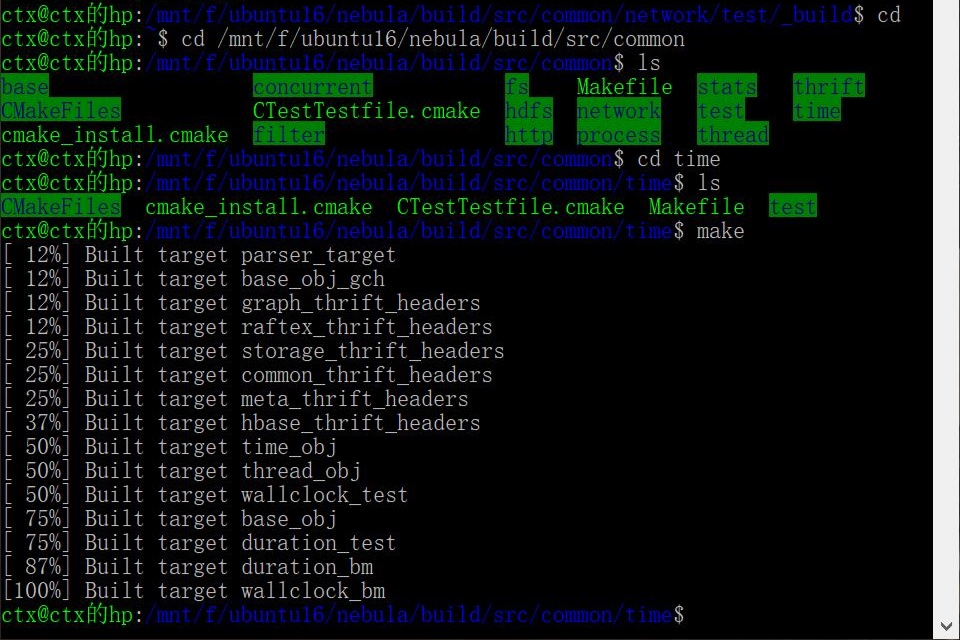 ctx@ctx的hp:/mnt/f/ubuntu16/nebula/build/src/common/network/test/_build$ cd
ctx@ctx的hp:~$ cd /mnt/f/ubuntu16/nebula/build/src/common
ctx@ctx的hp:/mnt/f/ubuntu16/nebula/build/src/common$ ls
base concurrent fs Makefile stats thrift
CMakeFiles CTestTestfile.cmake hdfs network test time
cmake_install.cmake filter http process thread
ctx@ctx的hp:/mnt/f/ubuntu16/nebula/build/src/common$ cd time
ctx@ctx的hp:/mnt/f/ubuntu16/nebula/build/src/common/time$ ls
CMakeFiles cmake_install.cmake CTestTestfile.cmake Makefile test
ctx@ctx的hp:/mnt/f/ubuntu16/nebula/build/src/common/time$ make
[ 12%] Built target parser_target
[ 12%] Built target base_obj_gch
[ 12%] Built target graph_thrift_headers
[ 12%] Built target raftex_thrift_headers
[ 25%] Built target storage_thrift_headers
[ 25%] Built target common_thrift_headers
[ 25%] Built target meta_thrift_headers
[ 37%] Built target hbase_thrift_headers
[ 50%] Built target time_obj
[ 50%] Built target thread_obj
[ 50%] Built target wallclock_test
[ 75%] Built target base_obj
[ 75%] Built target duration_test
[ 87%] Built target duration_bm
[100%] Built target wallclock_bm
ctx@ctx的hp:/mnt/f/ubuntu16/nebula/build/src/common/time$